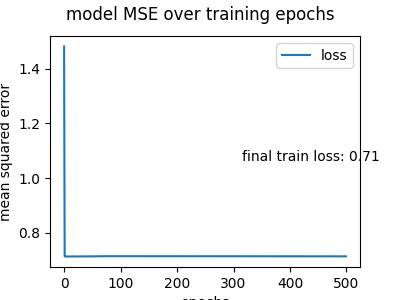 model MSE over training epochs
mean squared error
1.4
1.2
1.0
0.8
loss
final train loss: 0.71
0 100 200 300 400 500
epochs